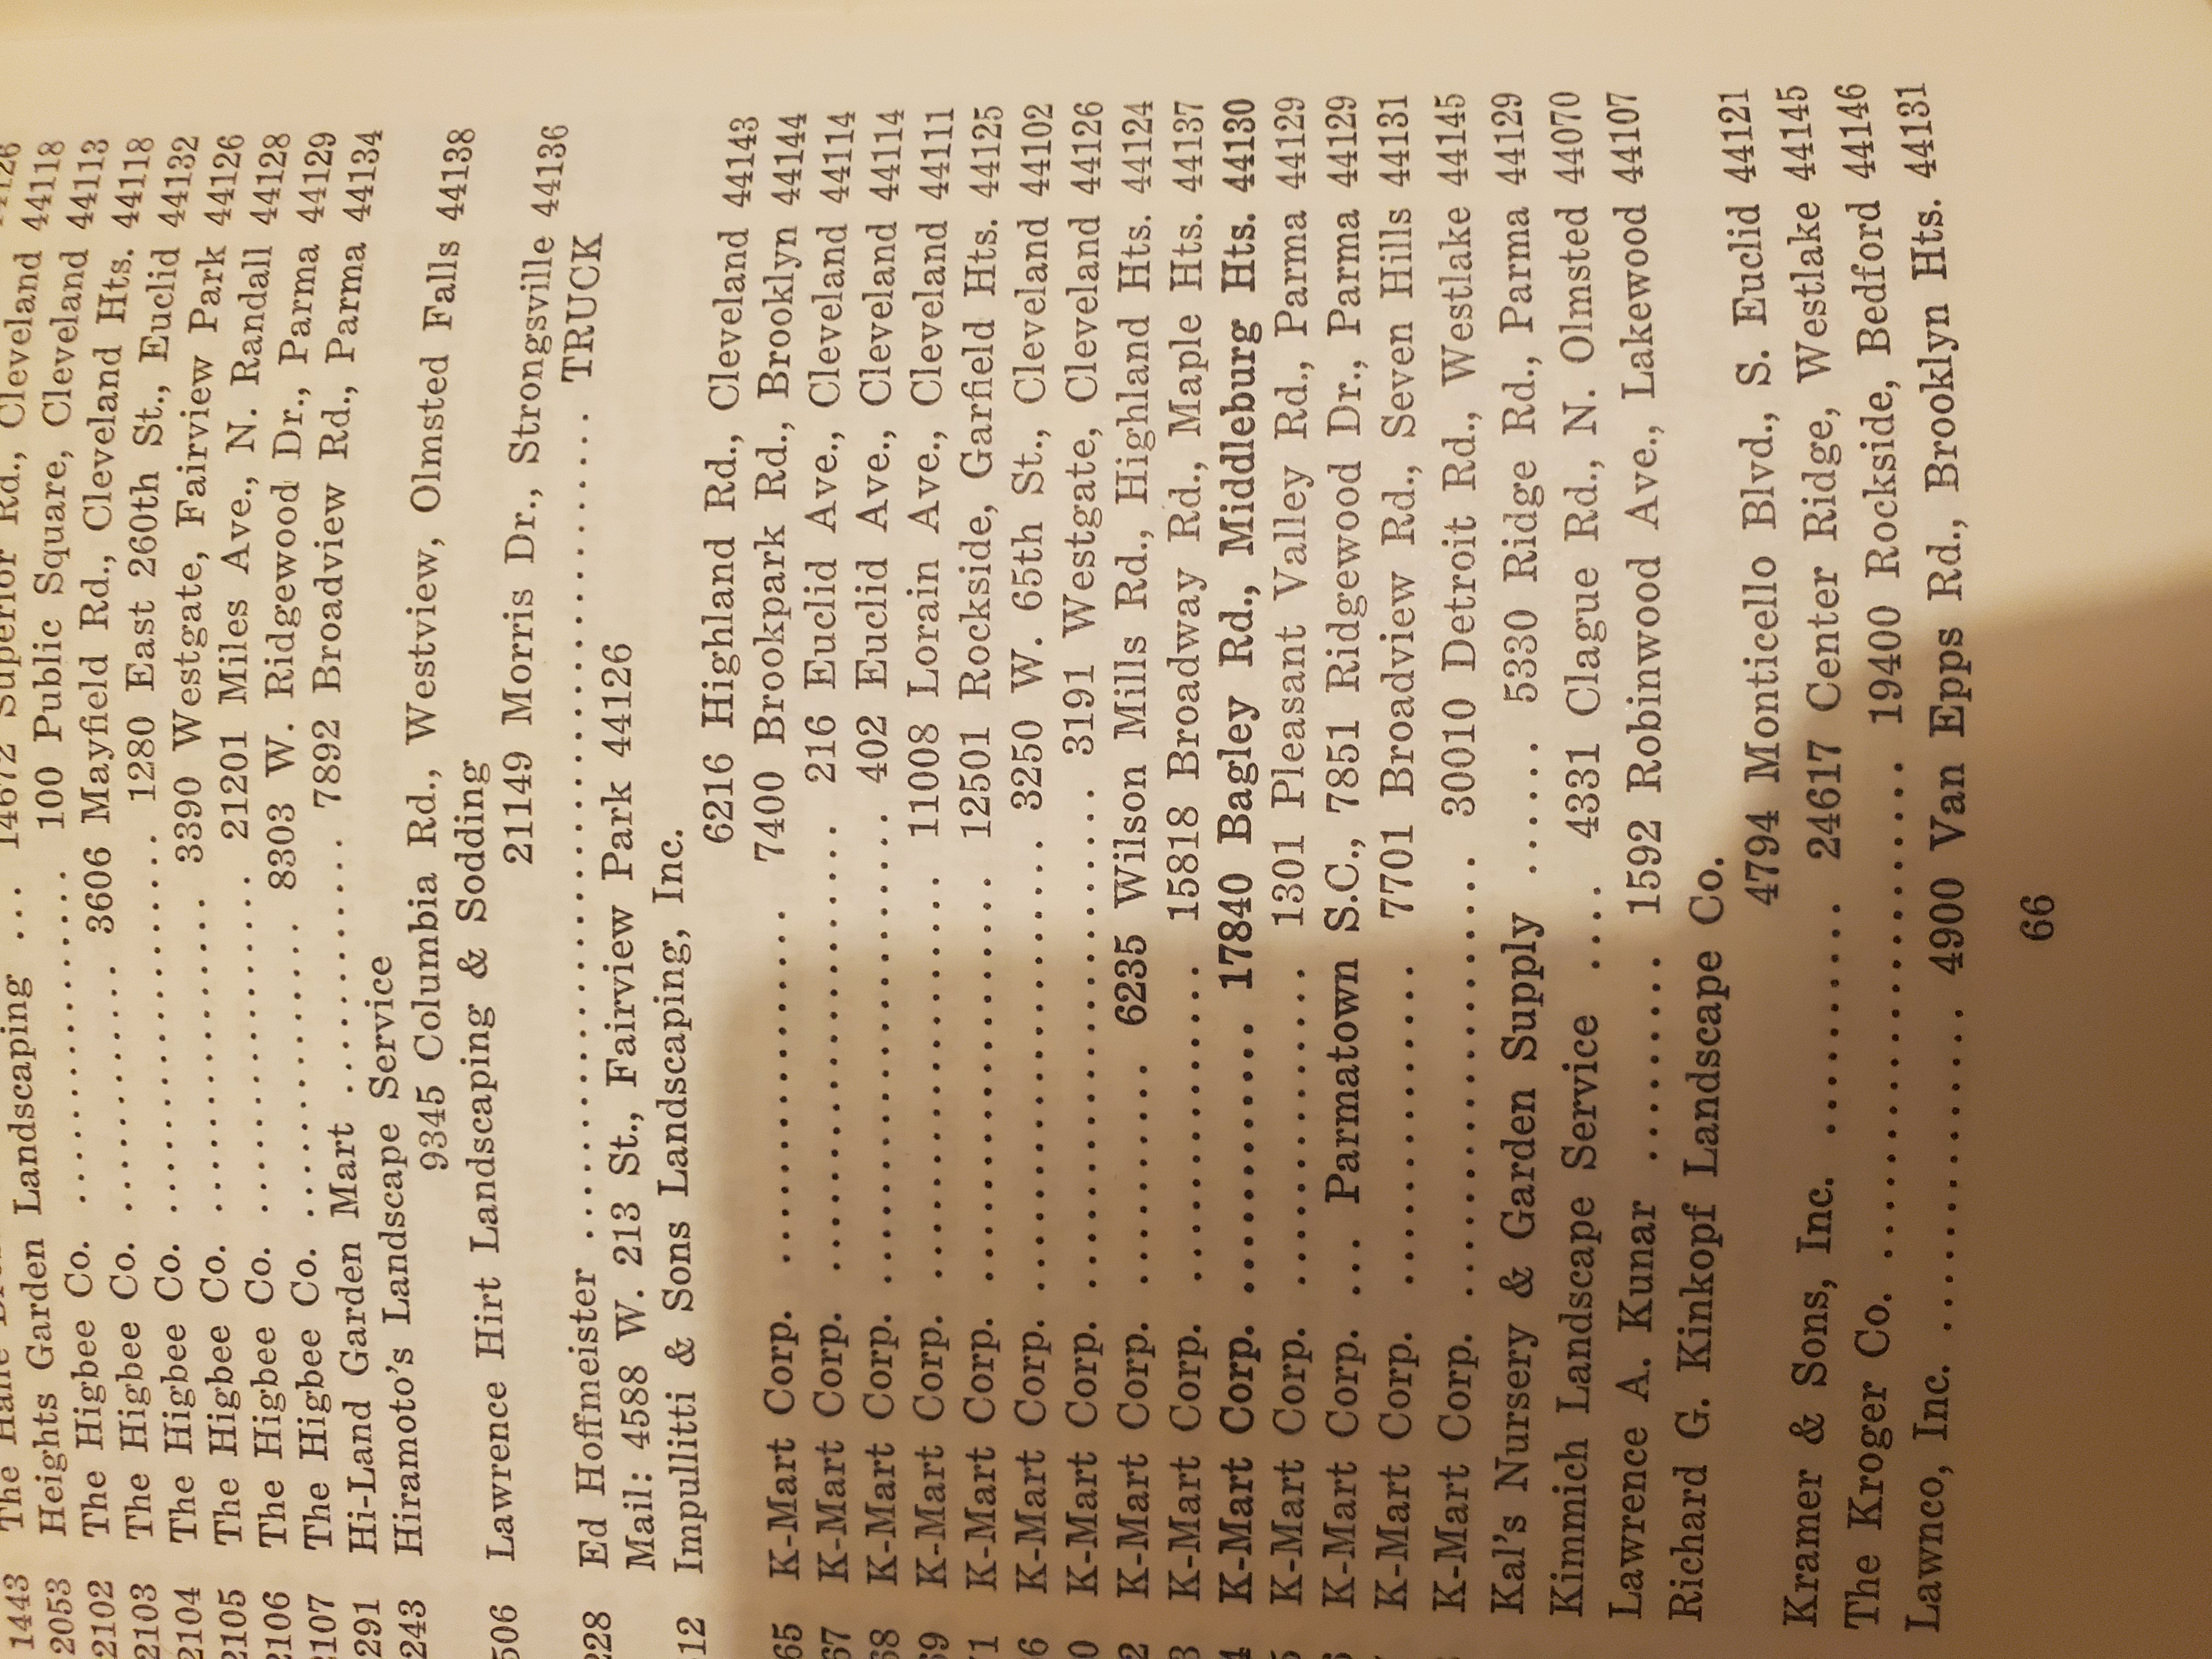 1443 The Halle
14672 Superior Rd., Cleveland 44118
2053 Heights Garden Landscaping ... 100 Public Square, Cleveland 44113
2102 The Higbee Co. .......... 3606 Mayfield Rd., Cleveland Hts. 44118
2103 The Higbee Co. .......... 1280 East 260th St., Euclid 44132
2104 The Higbee Co. .......... 3390 Westgate, Fairview Park 44126
2105 The Higbee Co. .......... 21201 Miles Ave., N. Randall 44128
2106 The Higbee Co. .......... 8303 W. Ridgewood Dr., Parma 44129
2107 The Higbee Co. .......... 7892 Broadview Rd., Parma 44134
291 Hi-Land Garden Mart ..........
243 Hiramoto's Landscape Service
9345 Columbia Rd., Westview, Olmsted Falls 44138
506 Lawrence Hirt Landscaping & Sodding
21149 Morris Dr., Strongsville 44136
228 Ed Hoffmeister .......... TRUCK
Mail: 4588 W. 213 St., Fairview Park 44126
12 Impullitti & Sons Landscaping, Inc.
6216 Highland Rd., Cleveland 44143
65 K-Mart Corp. .......... 7400 Brookpark Rd., Brooklyn 44144
67 K-Mart Corp. .......... 216 Euclid Ave., Cleveland 44114
68 K-Mart Corp. .......... 402 Euclid Ave., Cleveland 44114
69 K-Mart Corp. .......... 11008 Lorain Ave., Cleveland 44111
71 K-Mart Corp. .......... 12501 Rockside, Garfield Hts. 44125
6 K-Mart Corp. .......... 3250 W. 65th St., Cleveland 44102
0 K-Mart Corp. .......... 3191 Westgate, Cleveland 44126
2 K-Mart Corp. .......... 6235 Wilson Mills Rd., Highland Hts. 44124
3 K-Mart Corp. .......... 15818 Broadway Rd., Maple Hts. 44137
4 K-Mart Corp. .......... 17840 Bagley Rd., Middleburg Hts. 44130
K-Mart Corp. .......... 1301 Pleasant Valley Rd., Parma 44129
K-Mart Corp. ... Parmatown S.C., 7851 Ridgewood Dr., Parma 44129
K-Mart Corp. .......... 7701 Broadview Rd., Seven Hills 44131
K-Mart Corp. .......... 30010 Detroit Rd., Westlake 44145
Kal's Nursery & Garden Supply ...... 5330 Ridge Rd., Parma 44129
Kimmich Landscape Service .... 4331 Clague Rd., N. Olmsted 44070
Lawrence A. Kunar .......... 1592 Robinwood Ave., Lakewood 44107
Richard G. Kinkopf Landscape Co.
4794 Monticello Blvd., S. Euclid 44121
Kramer & Sons, Inc. .......... 24617 Center Ridge, Westlake 44145
The Kroger Co. .......... 19400 Rockside, Bedford 44146
Lawnco, Inc. .......... 4900 Van Epps Rd., Brooklyn Hts. 44131
66